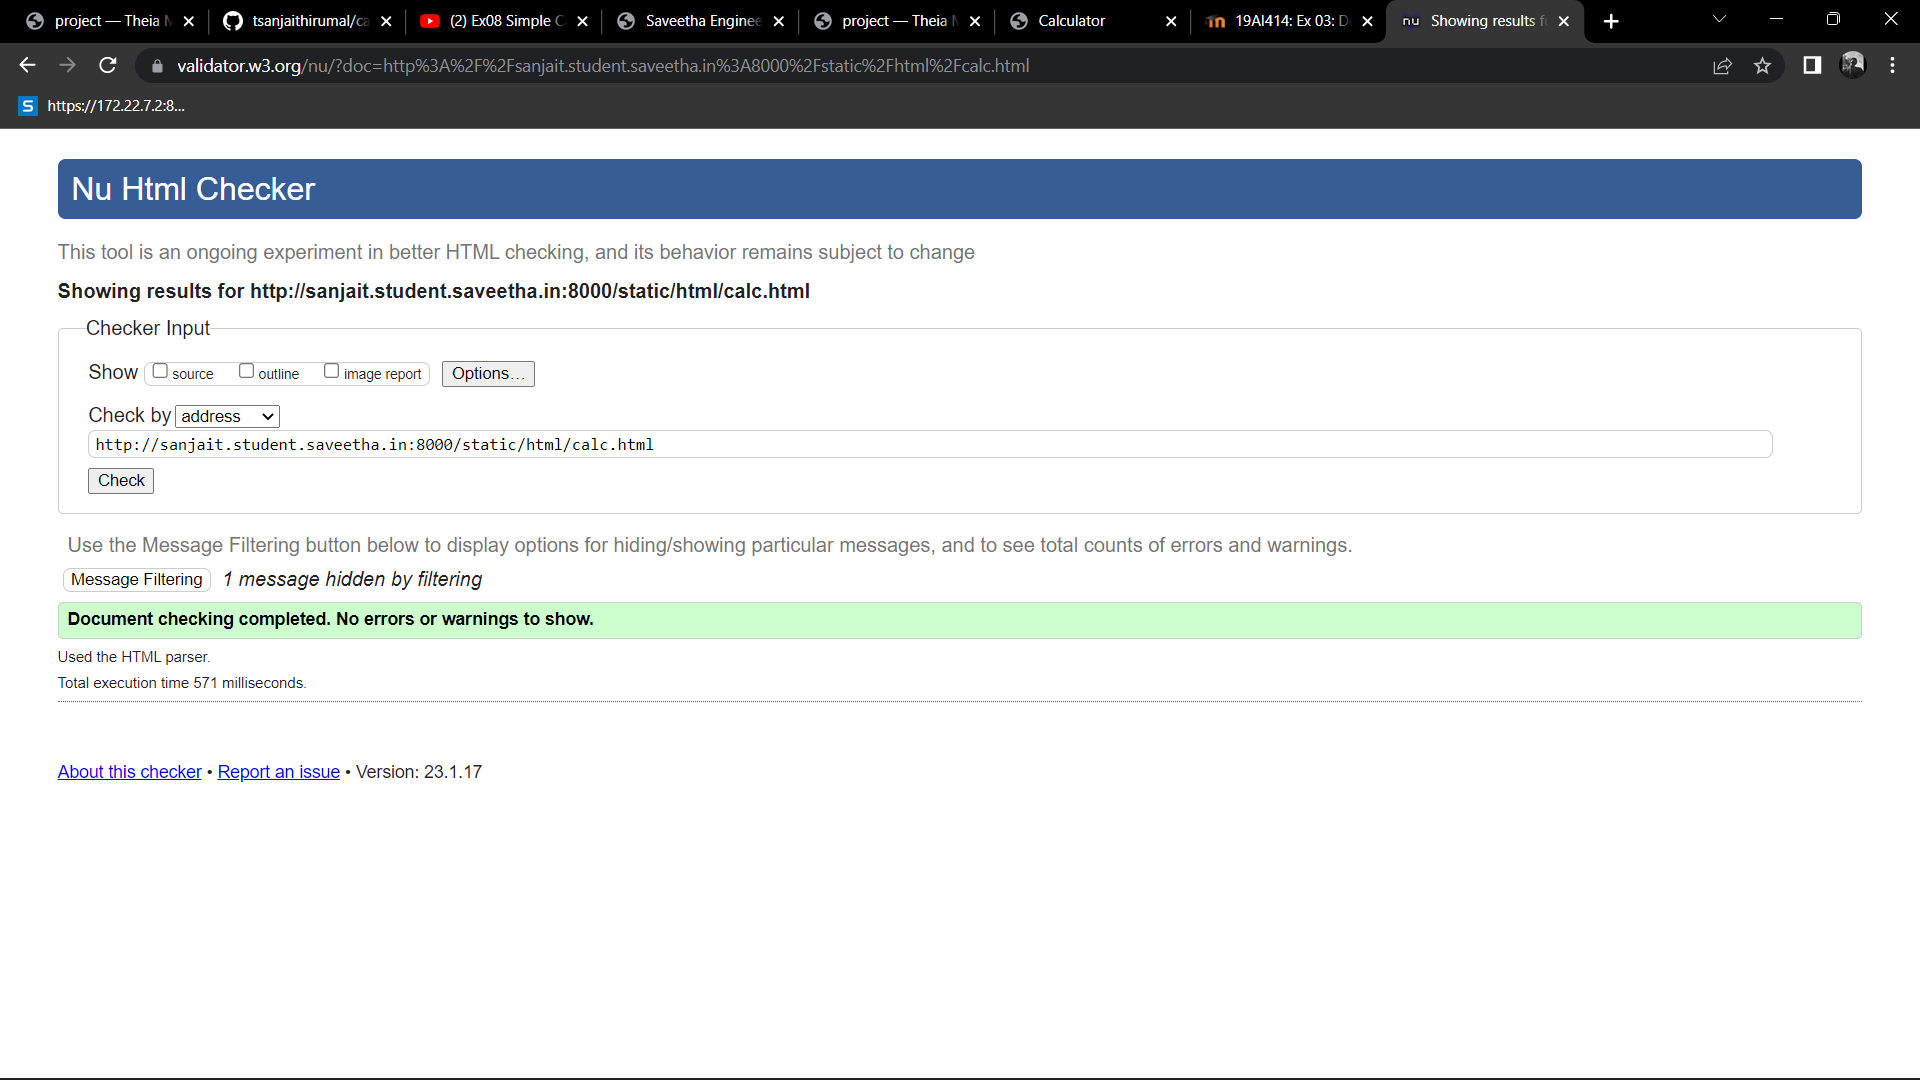 project — Theia
tsanjaithirumal/ca
(2) Ex08 Simple C
Saveetha Enginee
project — Theia
Calculator
19AI414: Ex 03: D
nu Showing results f
validator.w3.org/nu/?doc=http%3A%2F%2Fsanjait.student.saveetha.in%3A8000%2Fstatic%2Fhtml%2Fcalc.html
S https://172.22.7.2:8...
Nu Html Checker
This tool is an ongoing experiment in better HTML checking, and its behavior remains subject to change
Showing results for http://sanjait.student.saveetha.in:8000/static/html/calc.html
Checker Input
Show source outline image report Options...
Check by address
http://sanjait.student.saveetha.in:8000/static/html/calc.html
Check
Use the Message Filtering button below to display options for hiding/showing particular messages, and to see total counts of errors and warnings.
Message Filtering 1 message hidden by filtering
Document checking completed. No errors or warnings to show.
Used the HTML parser.
Total execution time 571 milliseconds.
About this checker • Report an issue • Version: 23.1.17